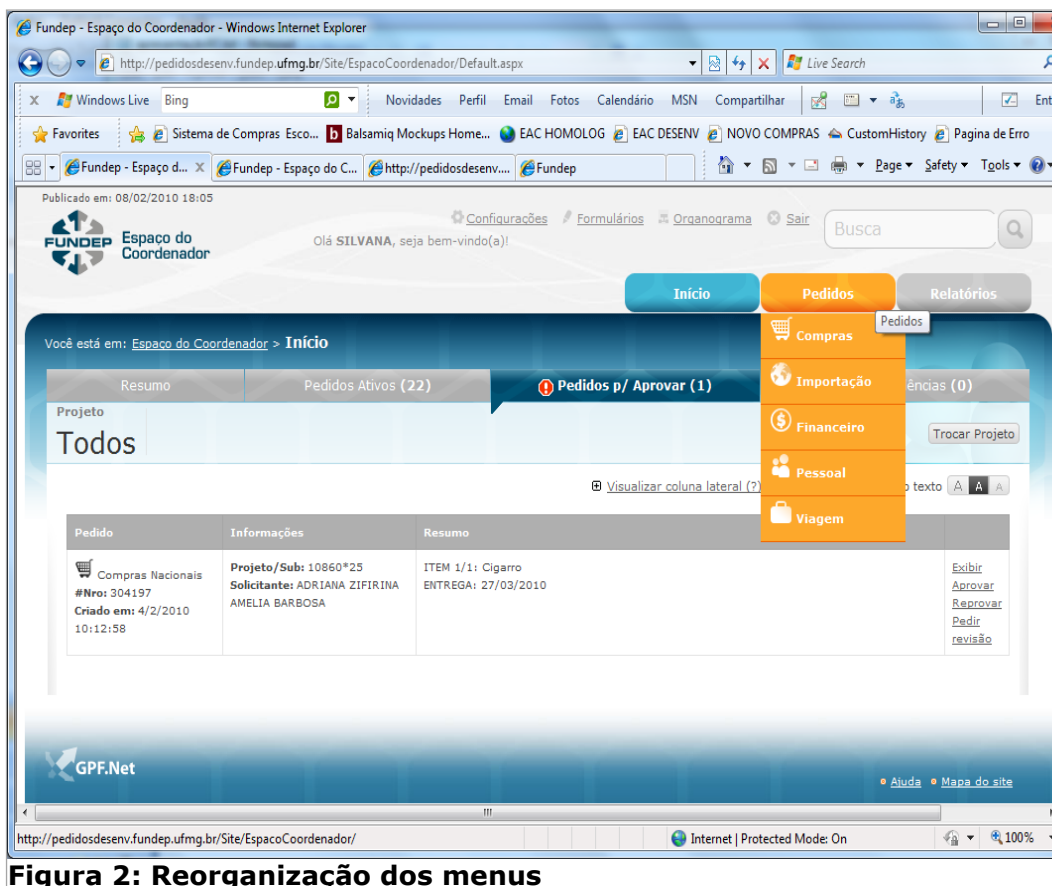 Fundep - Espaço do Coordenador - Windows Internet Explorer
http://pedidosdesenv.fundep.ufmg.br/Site/EspacoCoordenador/Default.aspx
Live Search
Windows Live Bing Novidades Perfil Email Fotos Calendário MSN Compartilhar Ent
Favorites Sistema de Compras Esco... Balsamiq Mockups Home... EAC HOMOLOG EAC DESENV NOVO COMPRAS CustomHistory Pagina de Erro
Fundep - Espaço d... Fundep - Espaço do C... http://pedidosdesenv.... Fundep Page Safety Tools
Publicado em: 08/02/2010 18:05
Configurações Formulários Organograma Sair
Busca
FUNDEP Espaço do
Coordenador
Olá SILVANA, seja bem-vindo(a)!
Início Pedidos Relatórios
Pedidos
Compras
Importação
Financeiro
Pessoal
Viagem
Você está em: Espaço do Coordenador > Início
Resumo Pedidos Ativos (22) Pedidos p/ Aprovar (1) ências (0)
Projeto
Todos
Trocar Projeto
Visualizar coluna lateral (?) o texto A A A
Pedido Informações Resumo
Compras Nacionais
#Nro: 304197
Criado em: 4/2/2010
10:12:58
Projeto/Sub: 10860*25
Solicitante: ADRIANA ZIFIRINA
AMELIA BARBOSA
ITEM 1/1: Cigarro
ENTREGA: 27/03/2010
Exibir
Aprovar
Reprovar
Pedir
revisão
GPF.Net
Ajuda Mapa do site
http://pedidosdesenv.fundep.ufmg.br/Site/EspacoCoordenador/ Internet | Protected Mode: On 100%
Figura 2: Reorganização dos menus